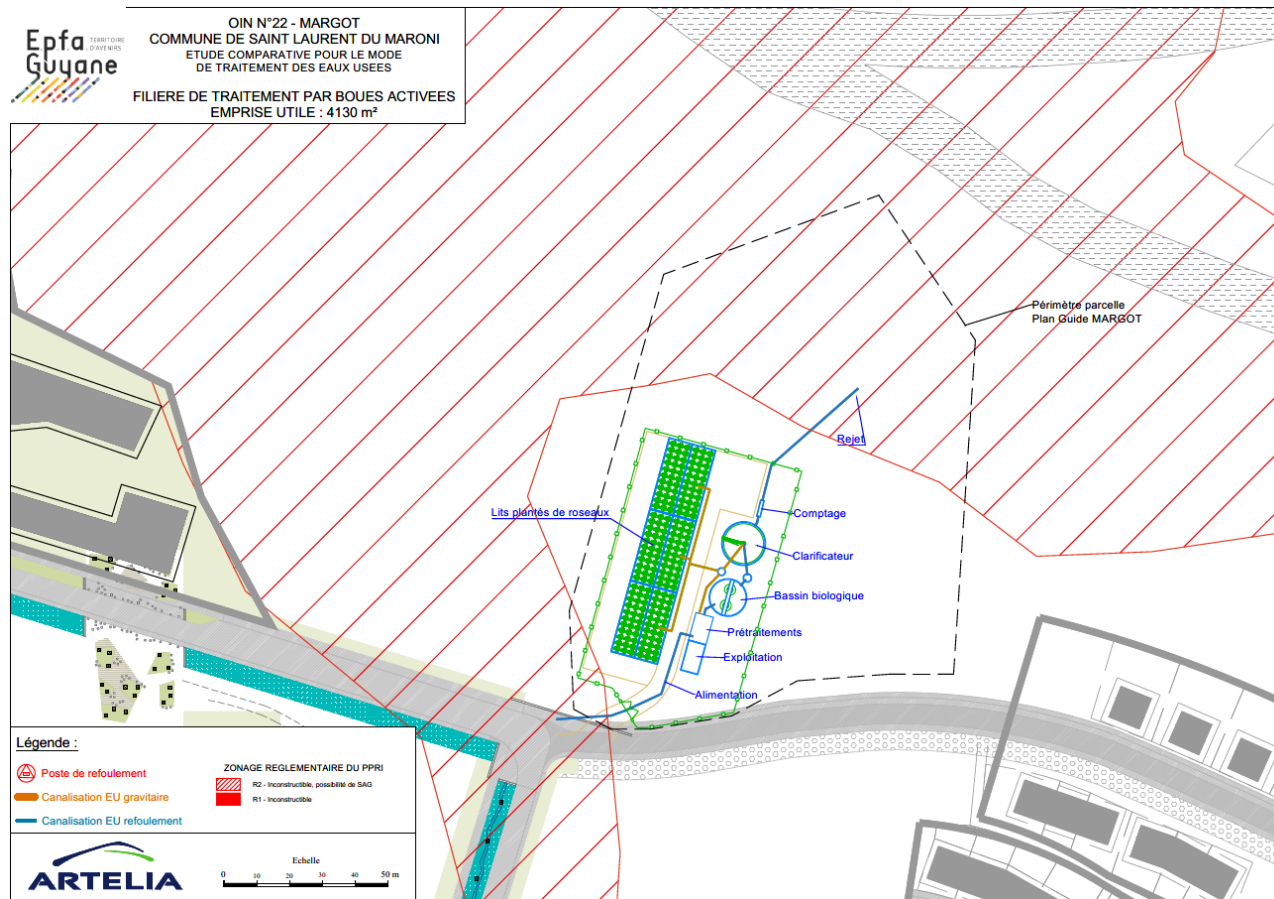 Epfa
Guyane
TERRITOIRE
D'AVENIRS
OIN N°22 - MARGOT
COMMUNE DE SAINT LAURENT DU MARONI
ETUDE COMPARATIVE POUR LE MODE
DE TRAITEMENT DES EAUX USEES
FILIERE DE TRAITEMENT PAR BOUES ACTIVEES
EMPRISE UTILE : 4130 m²
Périmètre parcelle
Plan Guide MARGOT
Rejet
Lits plantés de roseaux
Comptage
Clarificateur
Bassin biologique
Prétraitements
Exploitation
Alimentation
Légende :
Poste de refoulement
Canalisation EU gravitaire
Canalisation EU refoulement
ZONAGE REGLEMENTAIRE DU PPRI
R2 - Inconstructible, possibilité de SAG
R1 - Inconstructible
ARTELIA
Echelle
0 10 20 30 40 50 m